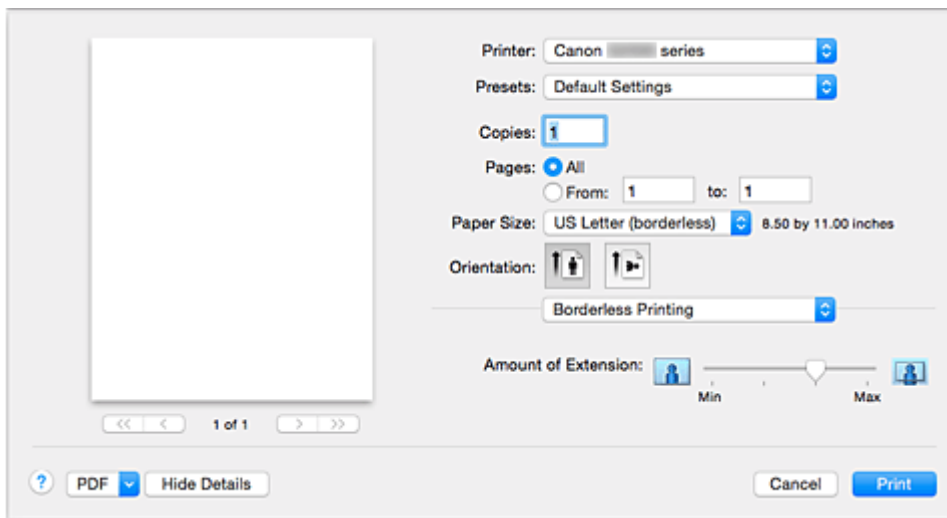 Printer: Canon series
Presets: Default Settings
Copies: 1
Pages: All
From: 1 to: 1
Paper Size: US Letter (borderless) 8.50 by 11.00 inches
Orientation:
Borderless Printing
Amount of Extension:
Min Max
<< < 1 of 1 > >>
? PDF Hide Details Cancel Print